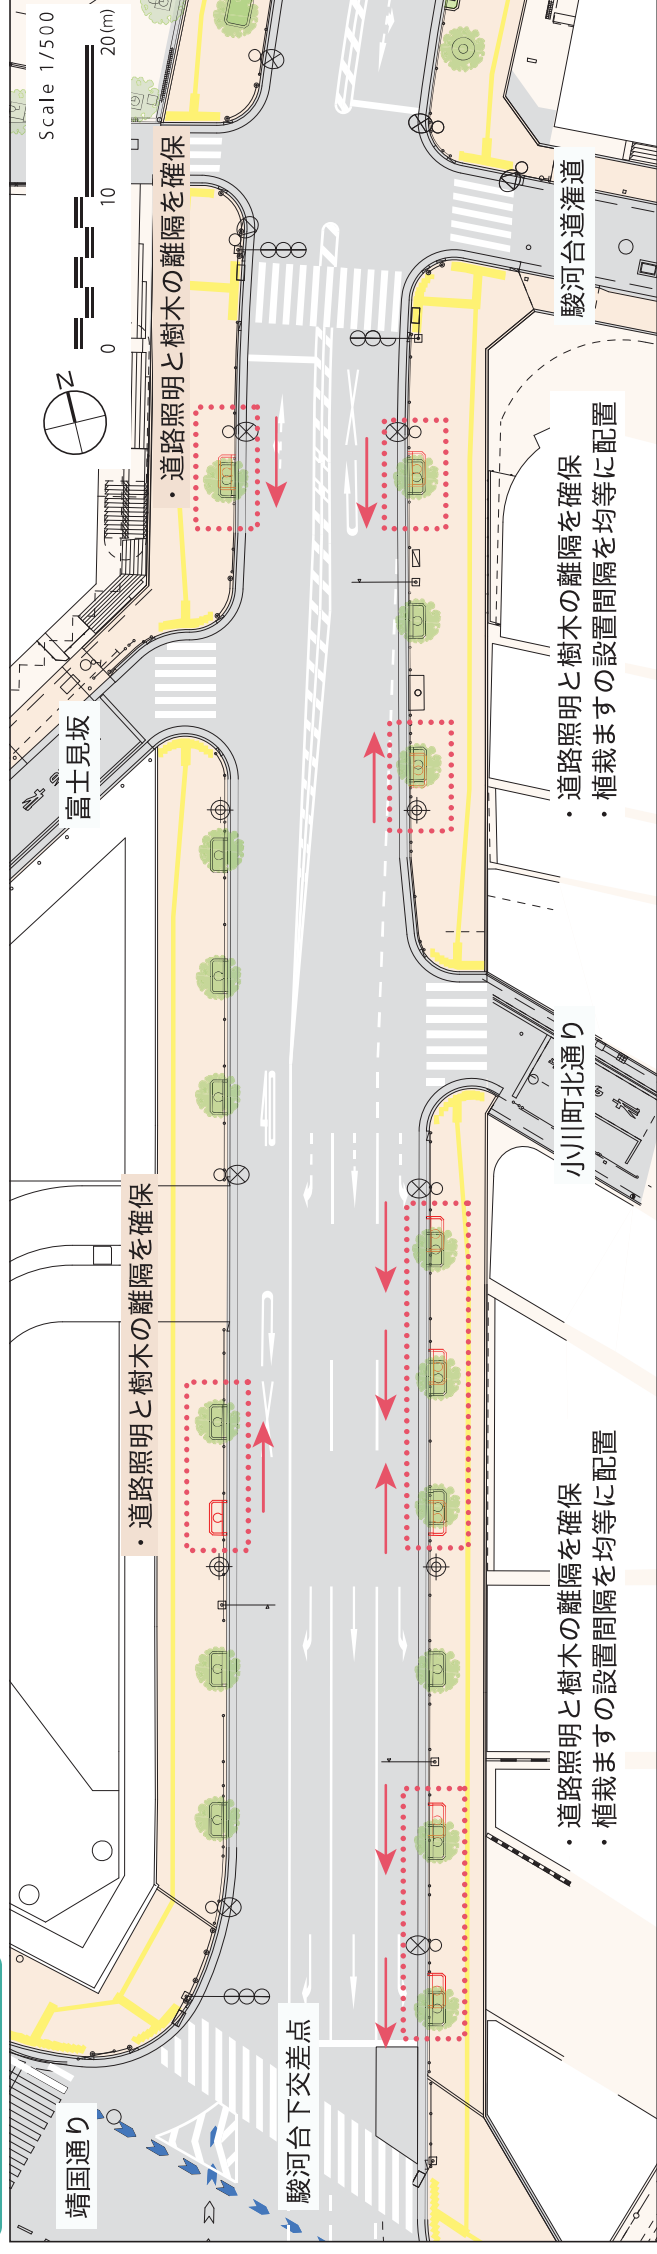 Scale 1/500
0 10 20(m)
N
・道路照明と樹木の離隔を確保
富士見坂
・道路照明と樹木の離隔を確保
靖国通り
駿河台下交差点
駿河台道灌道
・道路照明と樹木の離隔を確保
・植栽ますの設置間隔を均等に配置
小川町北通り
・道路照明と樹木の離隔を確保
・植栽ますの設置間隔を均等に配置